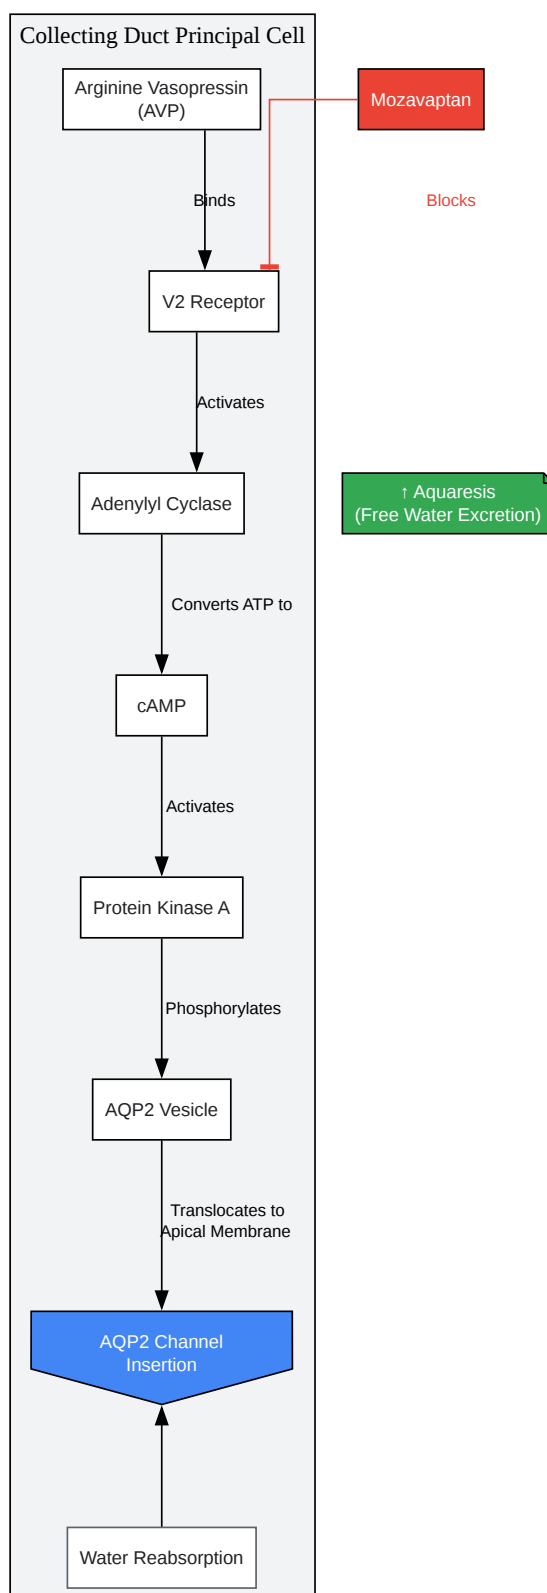 Collecting Duct Principal Cell
Arginine Vasopressin
(AVP)
Mozavaptan
Binds
Blocks
V2 Receptor
Activates
Adenylyl Cyclase
↑ Aquaresis
(Free Water Excretion)
Converts ATP to
cAMP
Activates
Protein Kinase A
Phosphorylates
AQP2 Vesicle
Translocates to
Apical Membrane
AQP2 Channel
Insertion
Water Reabsorption